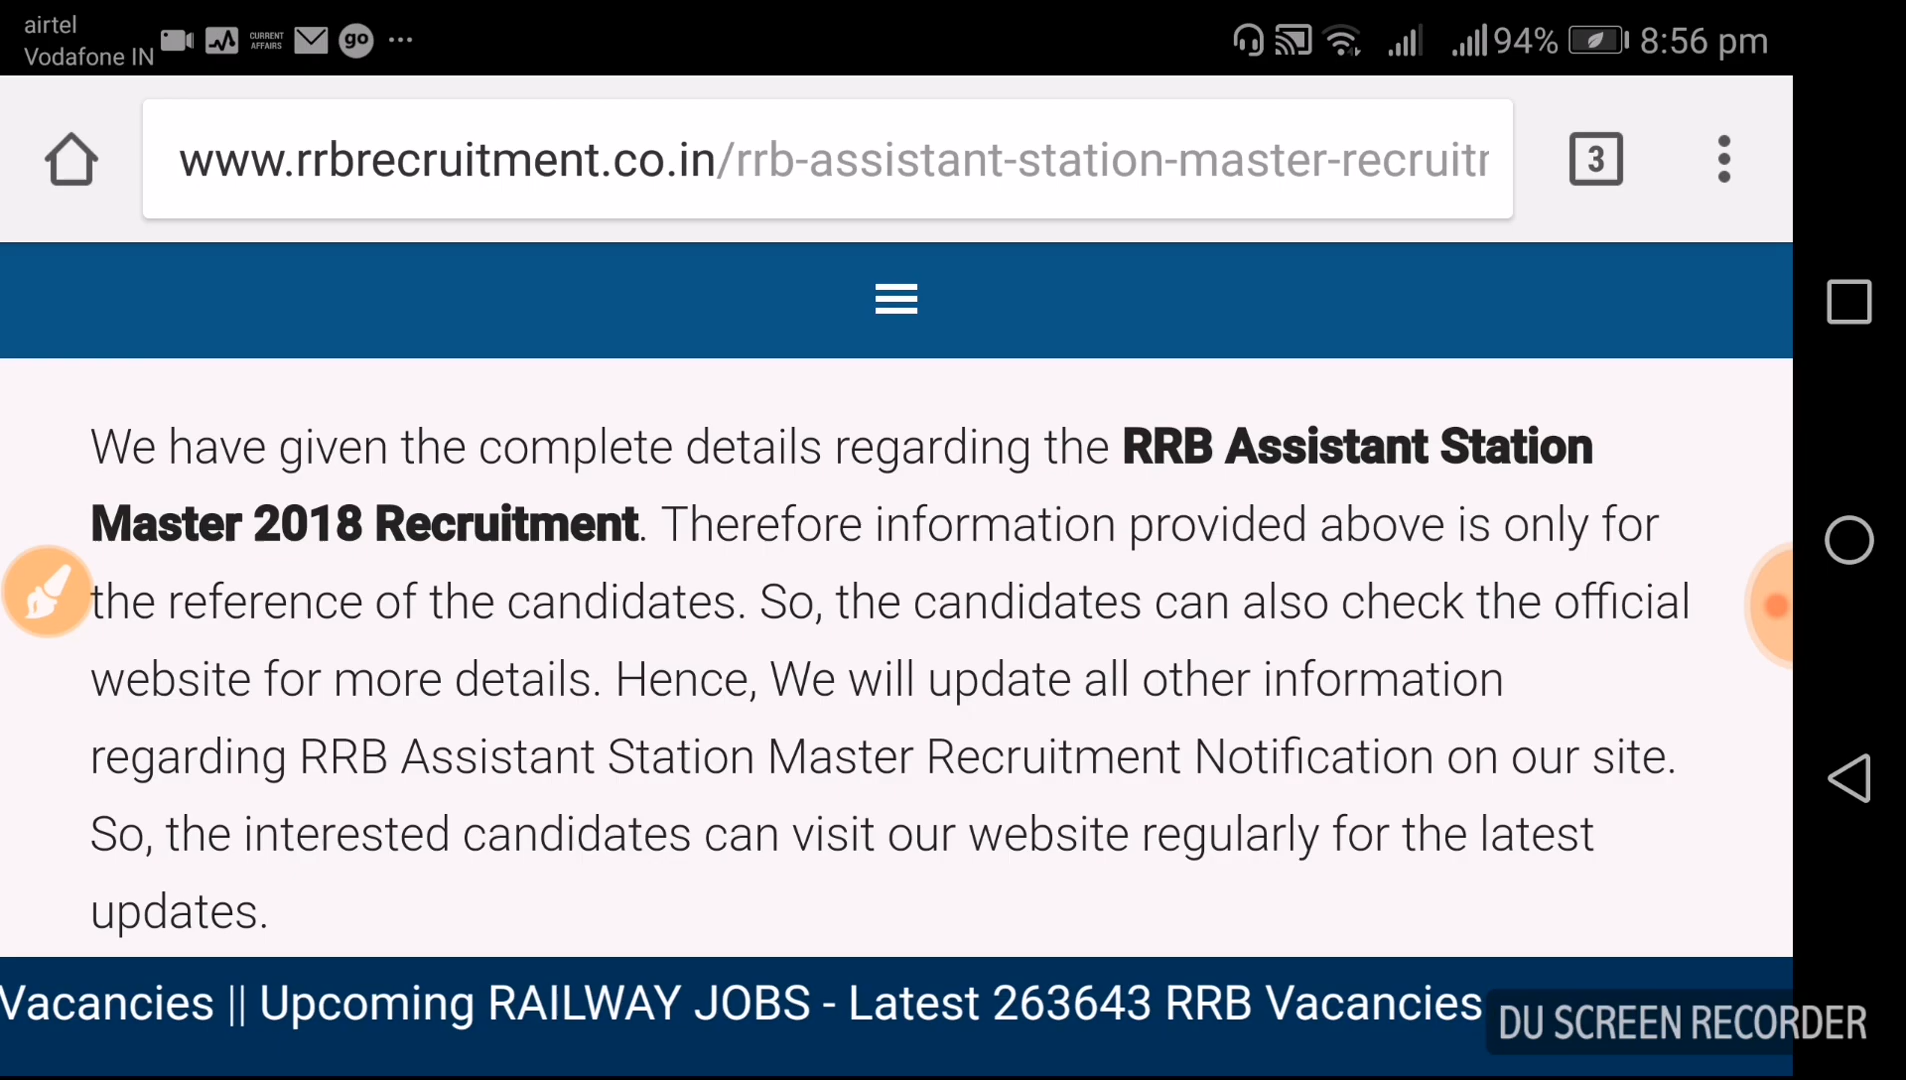 airtel
Vodafone IN
CURRENT
AFFAIRS
go
94%
8:56 pm
www.rrbrecruitment.co.in/rrb-assistant-station-master-recruitr
3
We have given the complete details regarding the RRB Assistant Station
Master 2018 Recruitment. Therefore information provided above is only for
the reference of the candidates. So, the candidates can also check the official
website for more details. Hence, We will update all other information
regarding RRB Assistant Station Master Recruitment Notification on our site.
So, the interested candidates can visit our website regularly for the latest
updates.
Vacancies || Upcoming RAILWAY JOBS - Latest 263643 RRB Vacancies
DU SCREEN RECORDER